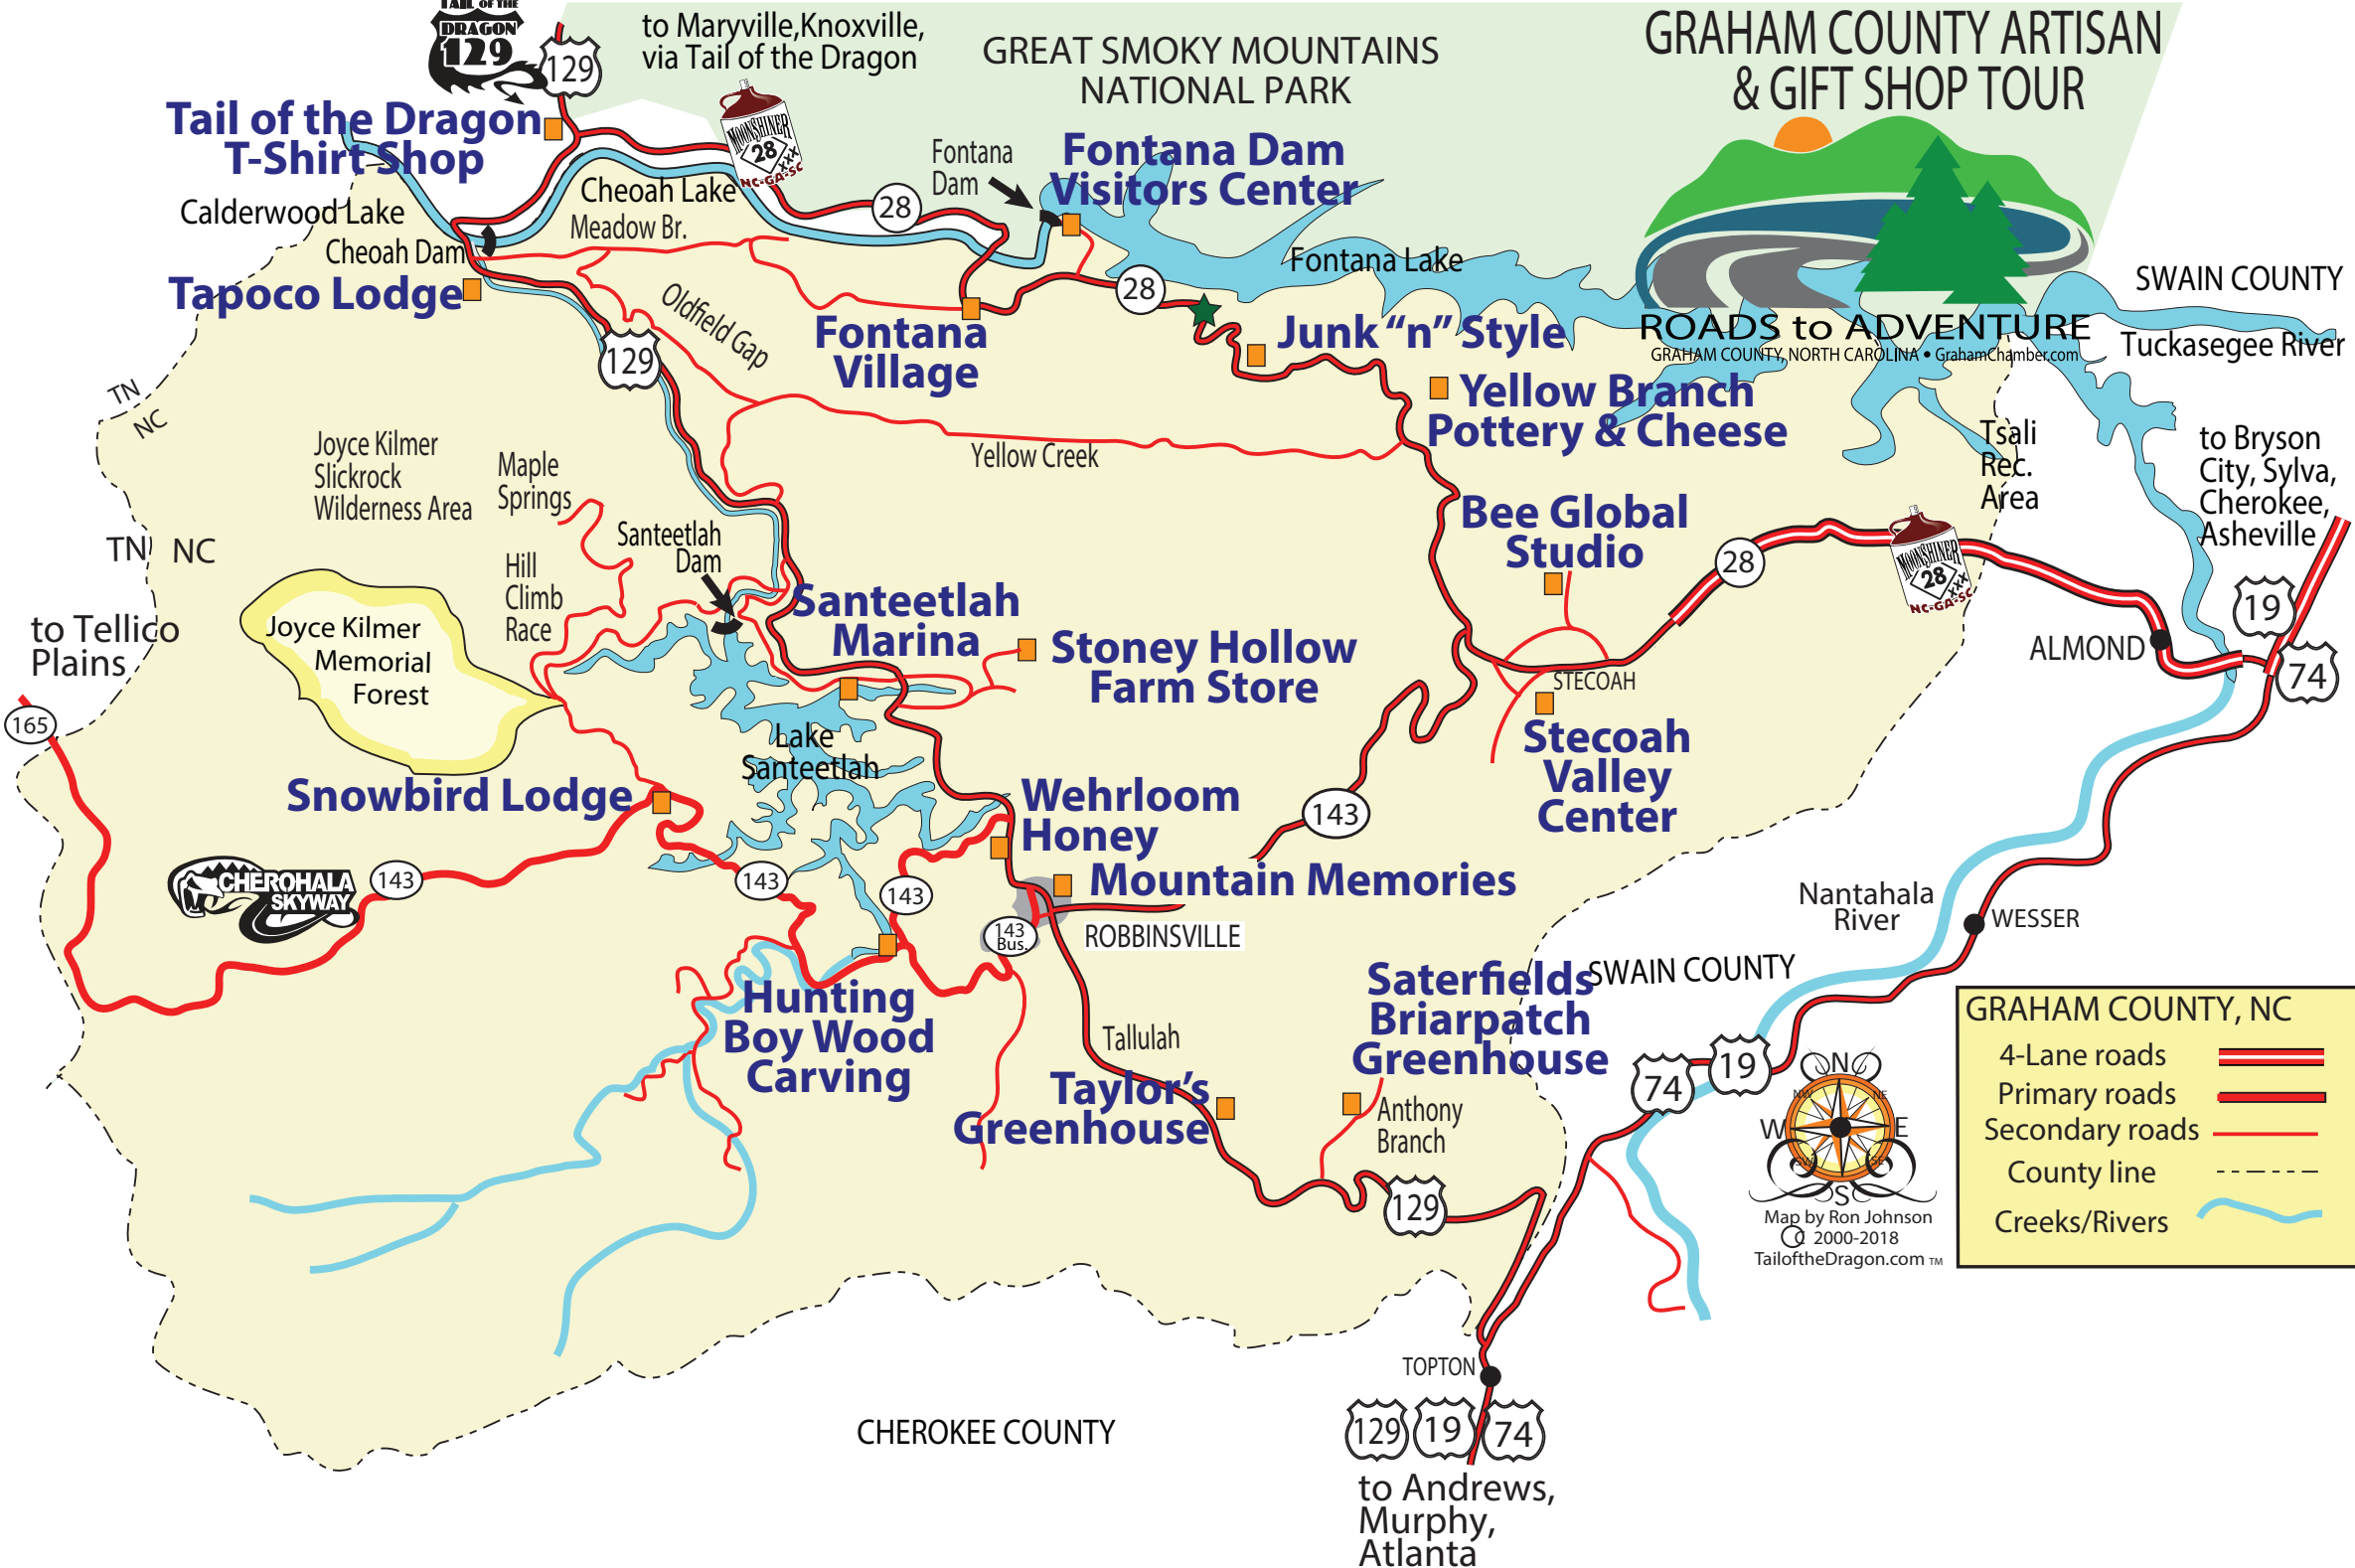 TAIL OF THE
DRAGON
129
129
to Maryville,Knoxville,
via Tail of the Dragon
GREAT SMOKY MOUNTAINS
NATIONAL PARK
GRAHAM COUNTY ARTISAN
& GIFT SHOP TOUR
Tail of the Dragon
T-Shirt Shop
MOONSHINER
28
XXX
NC-GA-SC
Fontana
Dam
Fontana Dam
Visitors Center
Calderwood Lake
Cheoah Lake
Meadow Br.
28
Cheoah Dam
Fontana Lake
SWAIN COUNTY
Tapoco Lodge
28
Oldfield Gap
Fontana
Village
Junk “n” Style
ROADS to ADVENTURE
GRAHAM COUNTY, NORTH CAROLINA • GrahamChamber.com
Tuckasegee River
129
TN
NC
Yellow Branch
Pottery & Cheese
Joyce Kilmer
Slickrock
Wilderness Area
Maple
Springs
Yellow Creek
Tsali
Rec.
Area
to Bryson
City, Sylva,
Cherokee,
Asheville
TN
NC
Santeetlah
Dam
Bee Global
Studio
28
MOONSHINER
28
XXX
NC-GA-SC
Hill
Climb
Race
19
to Tellico
Plains
Joyce Kilmer
Memorial
Forest
Santeetlah
Marina
Stoney Hollow
Farm Store
ALMOND
74
STECOAH
165
Lake
Santeetlah
Stecoah
Valley
Center
Snowbird Lodge
Wehrloom
Honey
143
CHEROHALA
SKYWAY
143
143
143
Mountain Memories
143
Bus.
ROBBINSVILLE
Nantahala
River
WESSER
Hunting
Boy Wood
Carving
Saterfields
Briarpatch
Greenhouse
SWAIN COUNTY
Tallulah
Taylor’s
Greenhouse
Anthony
Branch
74
19
N
NW
NE
W
E
SW
SE
S
Map by Ron Johnson
C 2000-2018
TailoftheDragon.com TM
GRAHAM COUNTY, NC
4-Lane roads
Primary roads
Secondary roads
County line
Creeks/Rivers
129
TOPTON
CHEROKEE COUNTY
129
19
74
to Andrews,
Murphy,
Atlanta